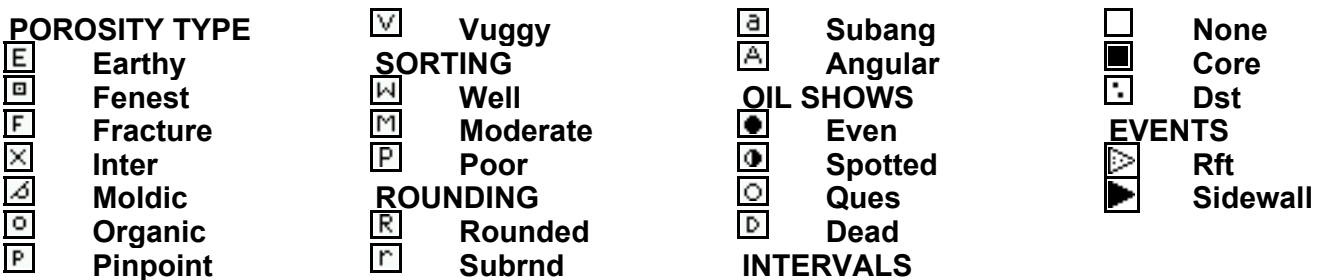 POROSITY TYPE
E Earthy
Fenest
F Fracture
Inter
Moldic
Organic
P Pinpoint
V Vuggy
SORTING
W Well
M Moderate
P Poor
ROUNDING
R Rounded
r Subrnd
a Subang
A Angular
OIL SHOWS
Even
Spotted
Ques
D Dead
INTERVALS
None
Core
Dst
EVENTS
Rft
Sidewall